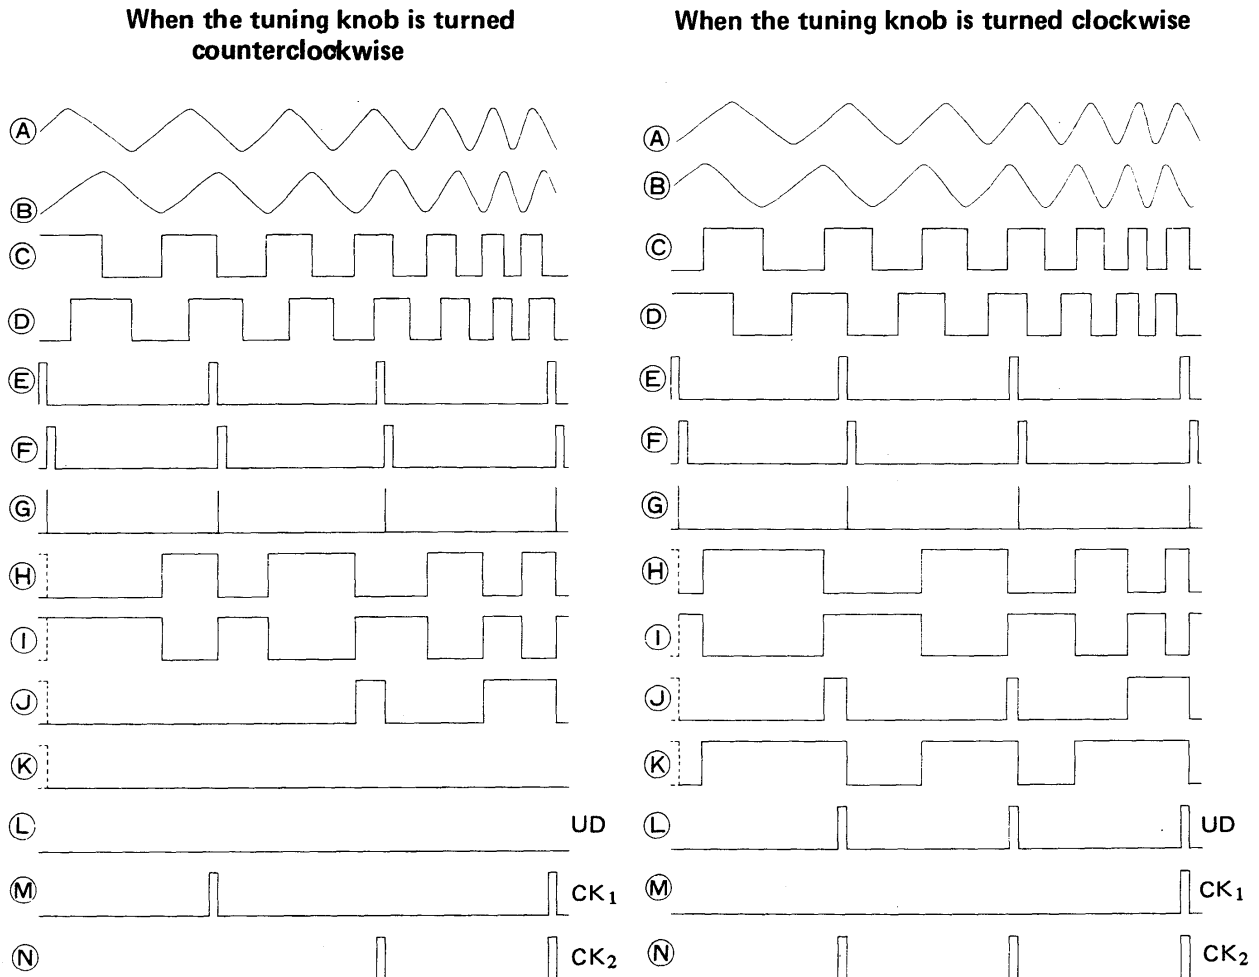 When the tuning knob is turned
counterclockwise
A
B
C
D
E
F
G
H
I
J
K
L UD
M CK1
N CK2
When the tuning knob is turned clockwise
A
B
C
D
E
F
G
H
I
J
K
L UD
M CK1
N CK2